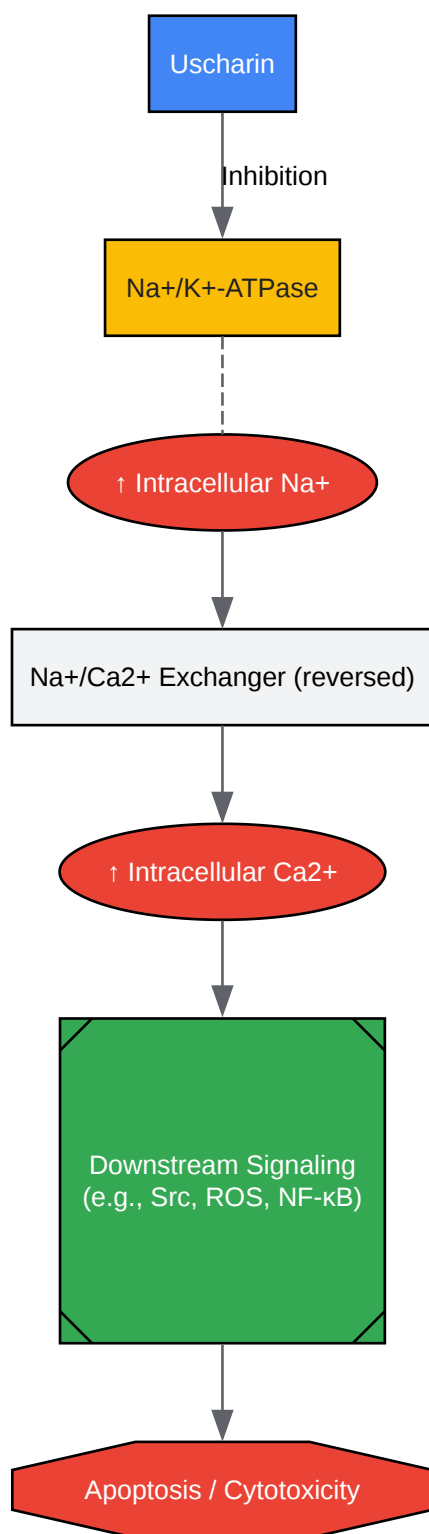 Uscharin
Inhibition
Na+/K+-ATPase
↑ Intracellular Na+
Na+/Ca2+ Exchanger (reversed)
↑ Intracellular Ca2+
Downstream Signaling
(e.g., Src, ROS, NF-κB)
Apoptosis / Cytotoxicity